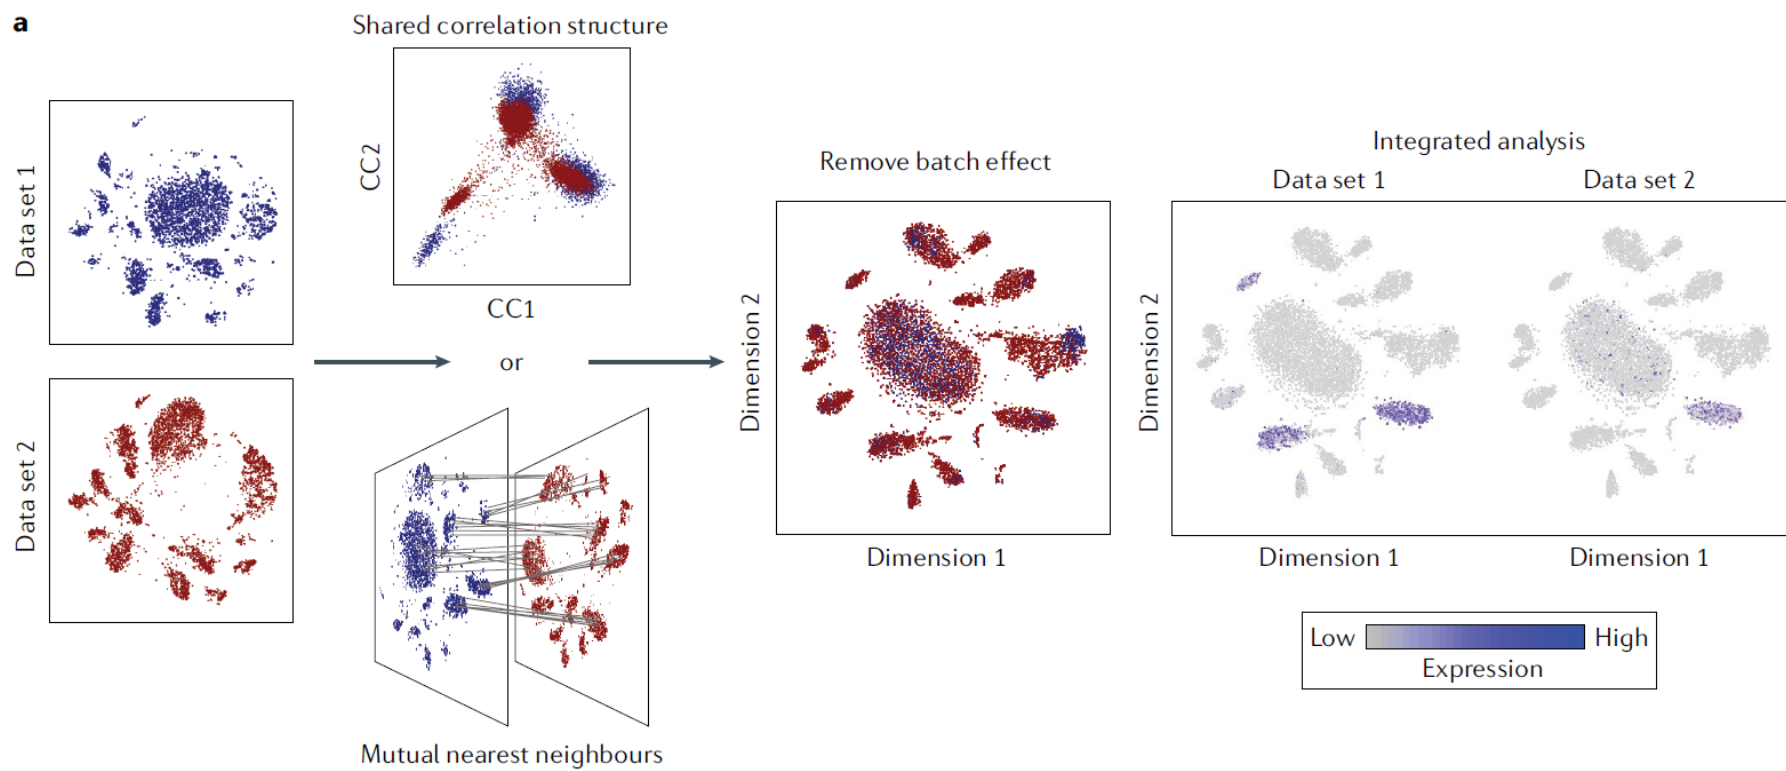 a
Shared correlation structure
Data set 1
CC2
CC1
or
Data set 2
Mutual nearest neighbours
Remove batch effect
Dimension 2
Dimension 1
Integrated analysis
Data set 1
Data set 2
Dimension 2
Dimension 1
Dimension 1
Low
High
Expression